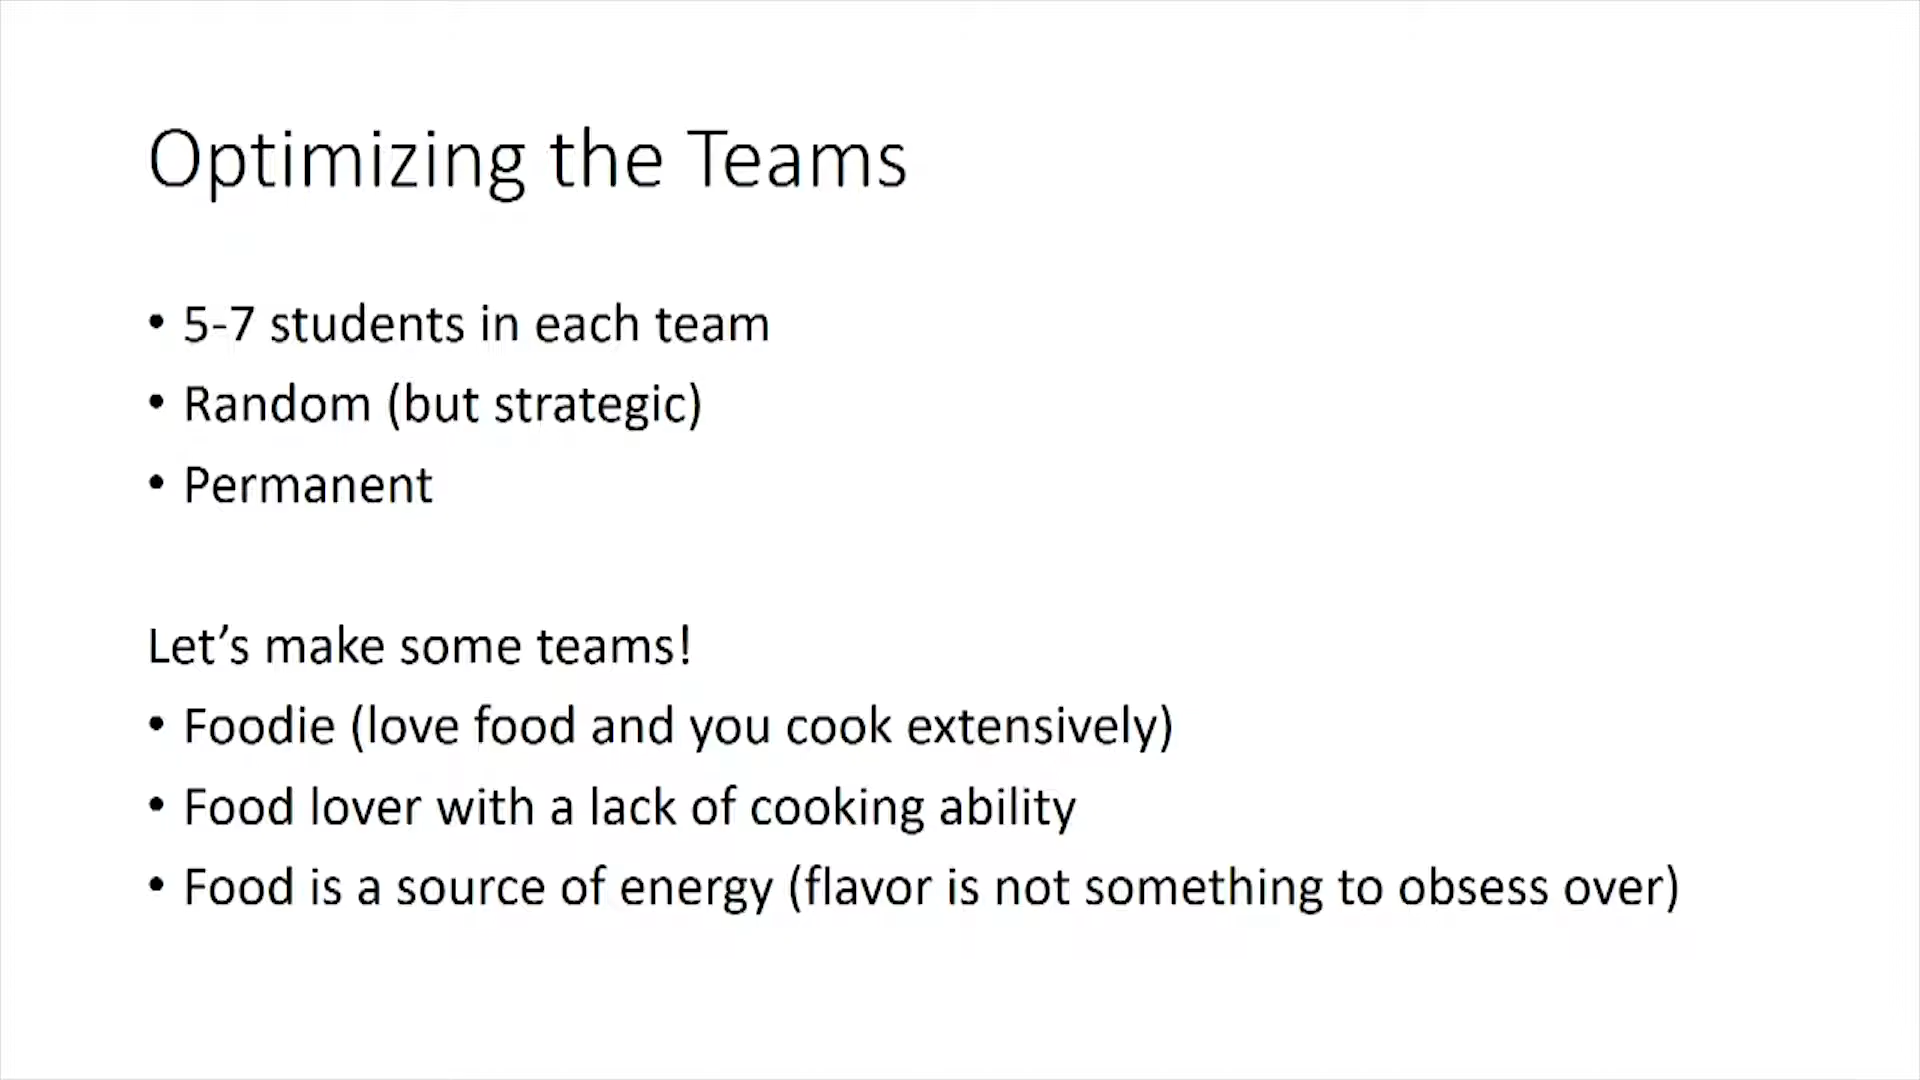 Optimizing the Teams
• 5-7 students in each team
• Random (but strategic)
• Permanent
Let’s make some teams!
• Foodie (love food and you cook extensively)
• Food lover with a lack of cooking ability
• Food is a source of energy (flavor is not something to obsess over)